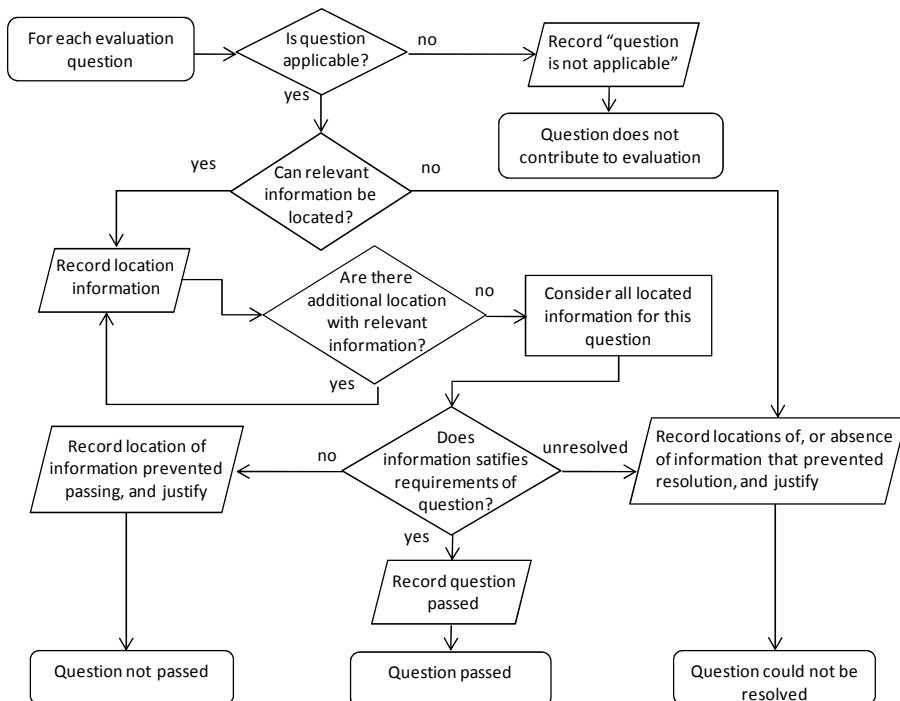 For each evaluation
question
Is question
applicable?
no
Record “question
is not applicable”
yes
Question does not
contribute to evaluation
yes
Can relevant
information be
located?
no
Record location
information
Are there
additional location
with relevant
information?
no
Consider all located
information for this
question
yes
Record location of
information prevented
passing, and justify
no
Does
information satifies
requirements of
question?
unresolved
Record locations of, or absence
of information that prevented
resolution, and justify
yes
Record question
passed
Question not passed
Question passed
Question could not be
resolved